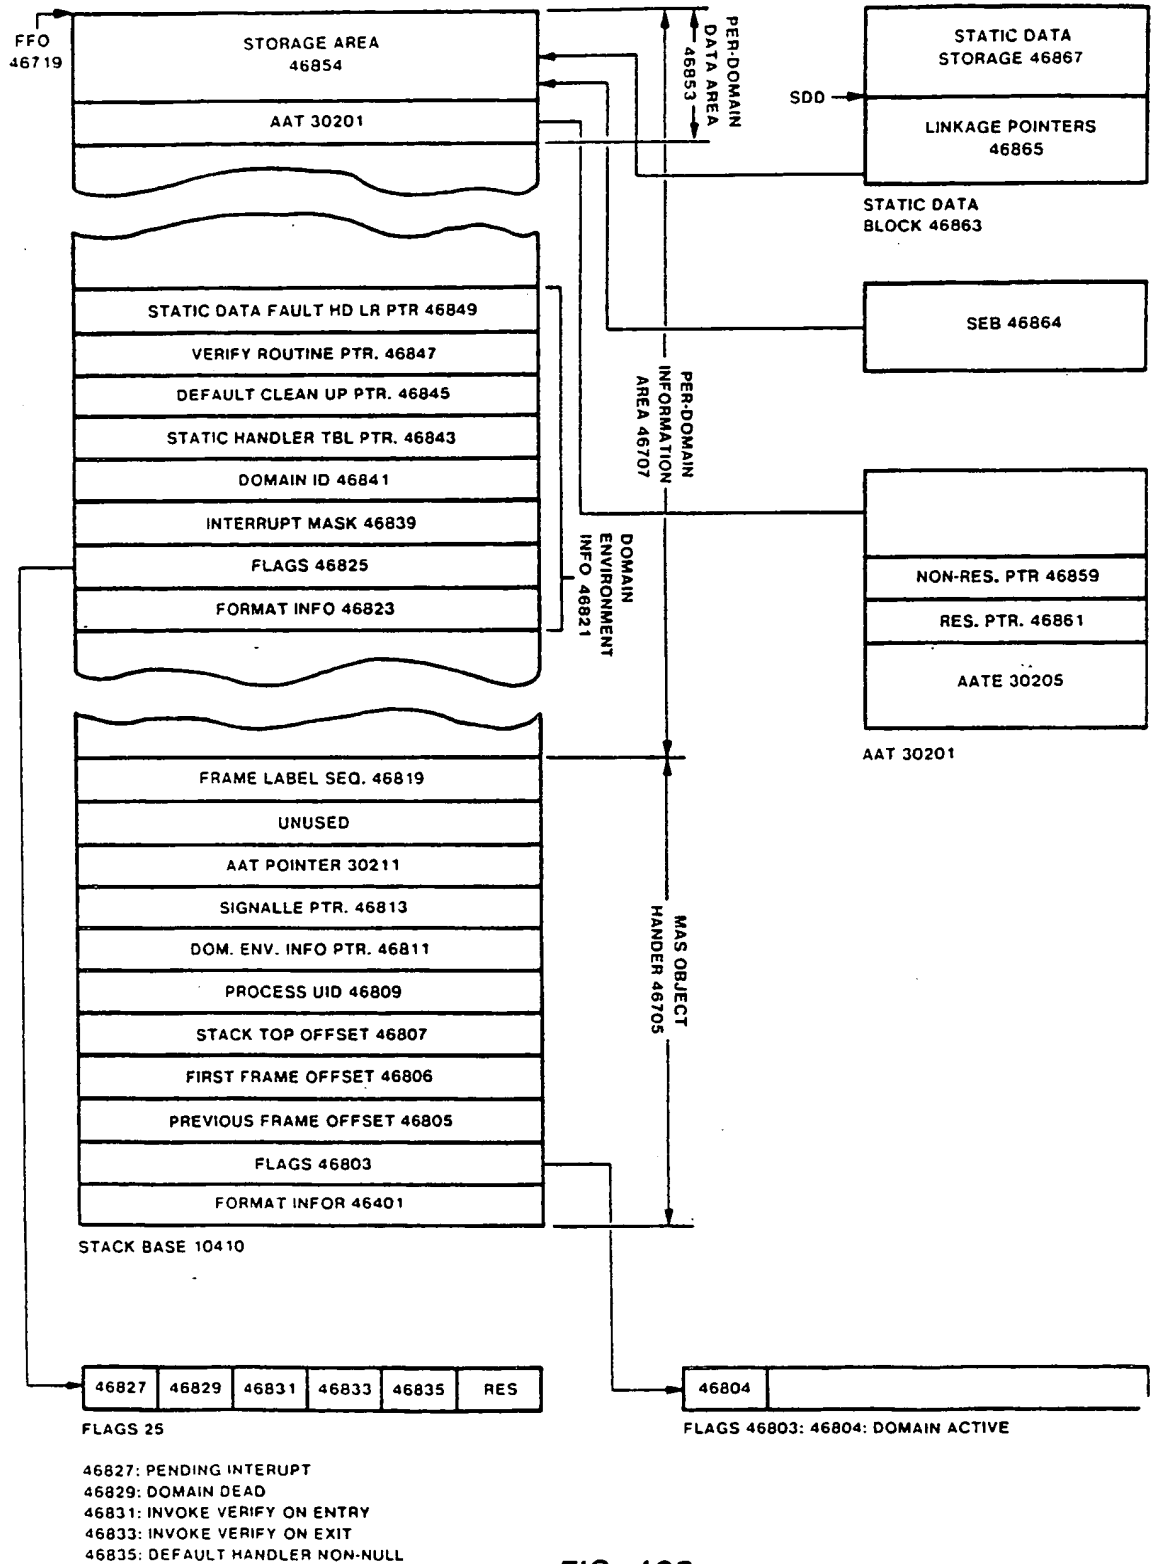 FFO
46719
STORAGE AREA
46854
AAT 30201
PER-DOMAIN
DATA AREA
46853
STATIC DATA
STORAGE 46867
SDD
LINKAGE POINTERS
46865
STATIC DATA
BLOCK 46863
STATIC DATA FAULT HD LR PTR 46849
VERIFY ROUTINE PTR. 46847
DEFAULT CLEAN UP PTR. 46845
STATIC HANDLER TBL PTR. 46843
DOMAIN ID 46841
INTERRUPT MASK 46839
FLAGS 46825
FORMAT INFO 46823
DOMAIN
ENVIRONMENT
INFO 46821
PER-DOMAIN
INFORMATION
AREA 46707
SEB 46864
NON-RES. PTR 46859
RES. PTR. 46861
AATE 30205
AAT 30201
FRAME LABEL SEQ. 46819
UNUSED
AAT POINTER 30211
SIGNALLE PTR. 46813
DOM. ENV. INFO PTR. 46811
PROCESS UID 46809
STACK TOP OFFSET 46807
FIRST FRAME OFFSET 46806
PREVIOUS FRAME OFFSET 46805
FLAGS 46803
FORMAT INFOR 46401
MAS OBJECT
HANDER 46705
STACK BASE 10410
46827 46829 46831 46833 46835 RES
FLAGS 25
46804
FLAGS 46803: 46804: DOMAIN ACTIVE
46827: PENDING INTERUPT
46829: DOMAIN DEAD
46831: INVOKE VERIFY ON ENTRY
46833: INVOKE VERIFY ON EXIT
46835: DEFAULT HANDLER NON-NULL